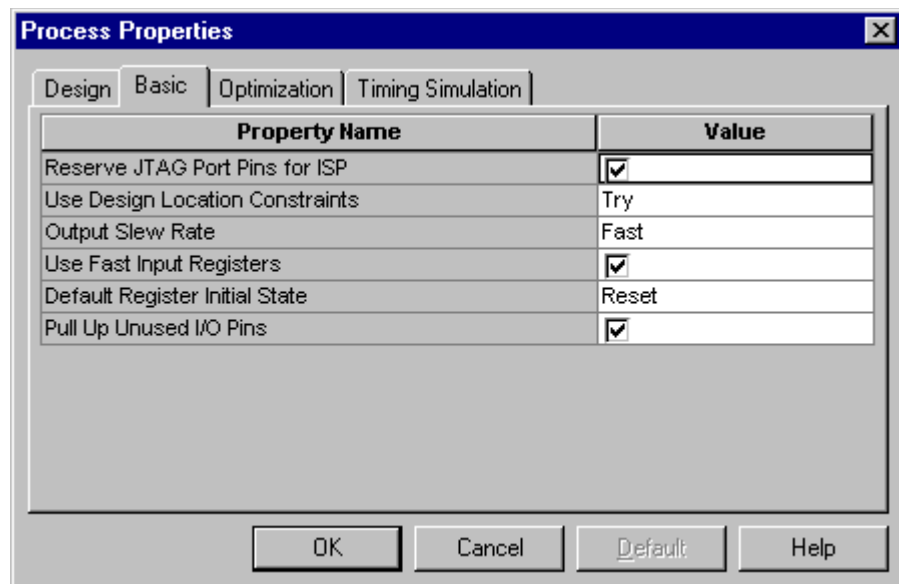 Process Properties
Design Basic Optimization Timing Simulation
Property Name Value
Reserve JTAG Port Pins for ISP
Use Design Location Constraints Try
Output Slew Rate Fast
Use Fast Input Registers
Default Register Initial State Reset
Pull Up Unused I/O Pins
OK Cancel Default Help